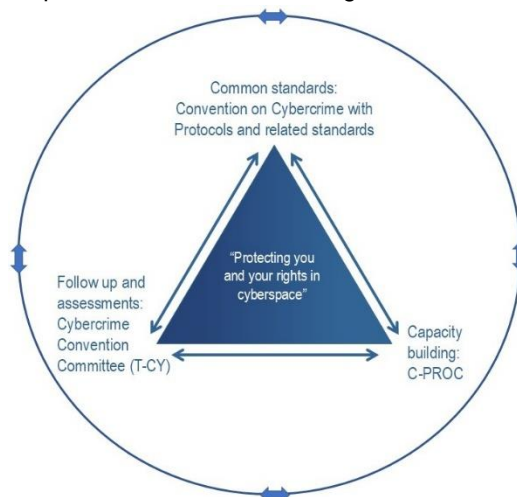 Common standards:
Convention on Cybercrime with
Protocols and related standards
"Protecting you
and your rights in
cyberspace"
Follow up and
assessments:
Cybercrime
Convention
Committee (T-CY)
Capacity
building:
C-PROC